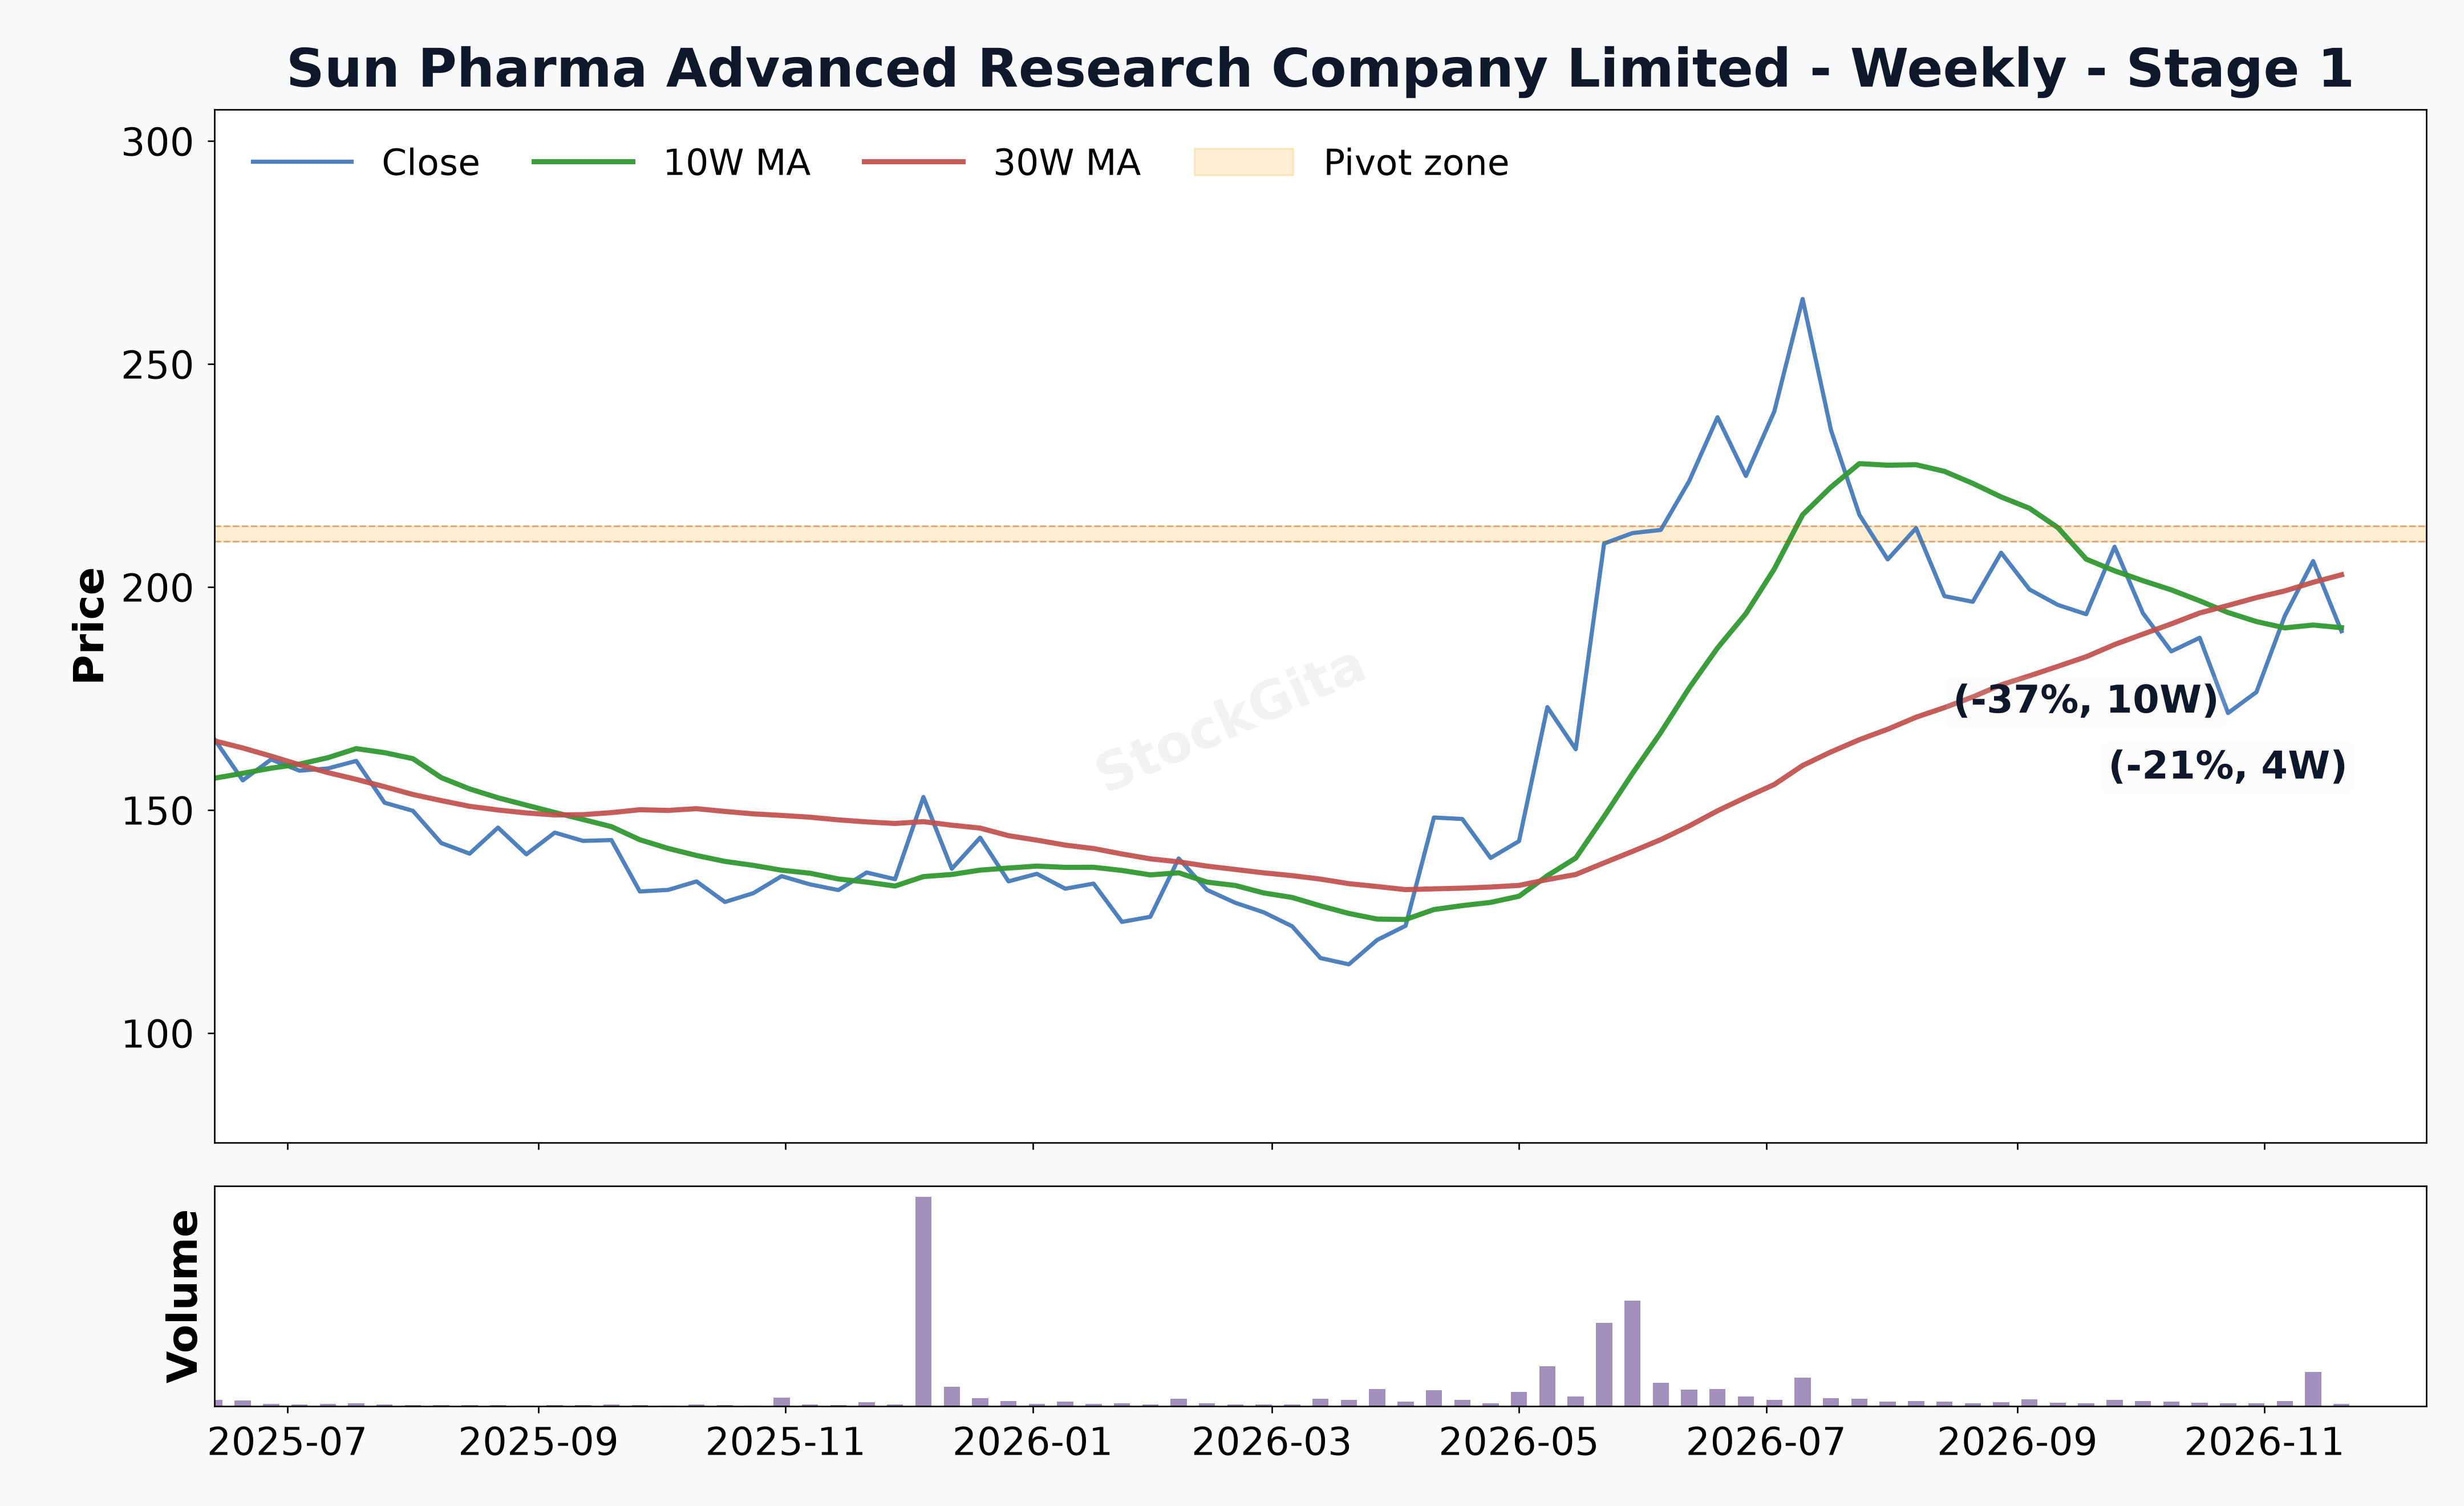 Sun Pharma Advanced Research Company Limited - Weekly - Stage 1
Close
10W MA
30W MA
Pivot zone
300
250
200
150
100
Price
StockGita
(-37%, 10W)
(-21%, 4W)
Volume
2025-07
2025-09
2025-11
2026-01
2026-03
2026-05
2026-07
2026-09
2026-11